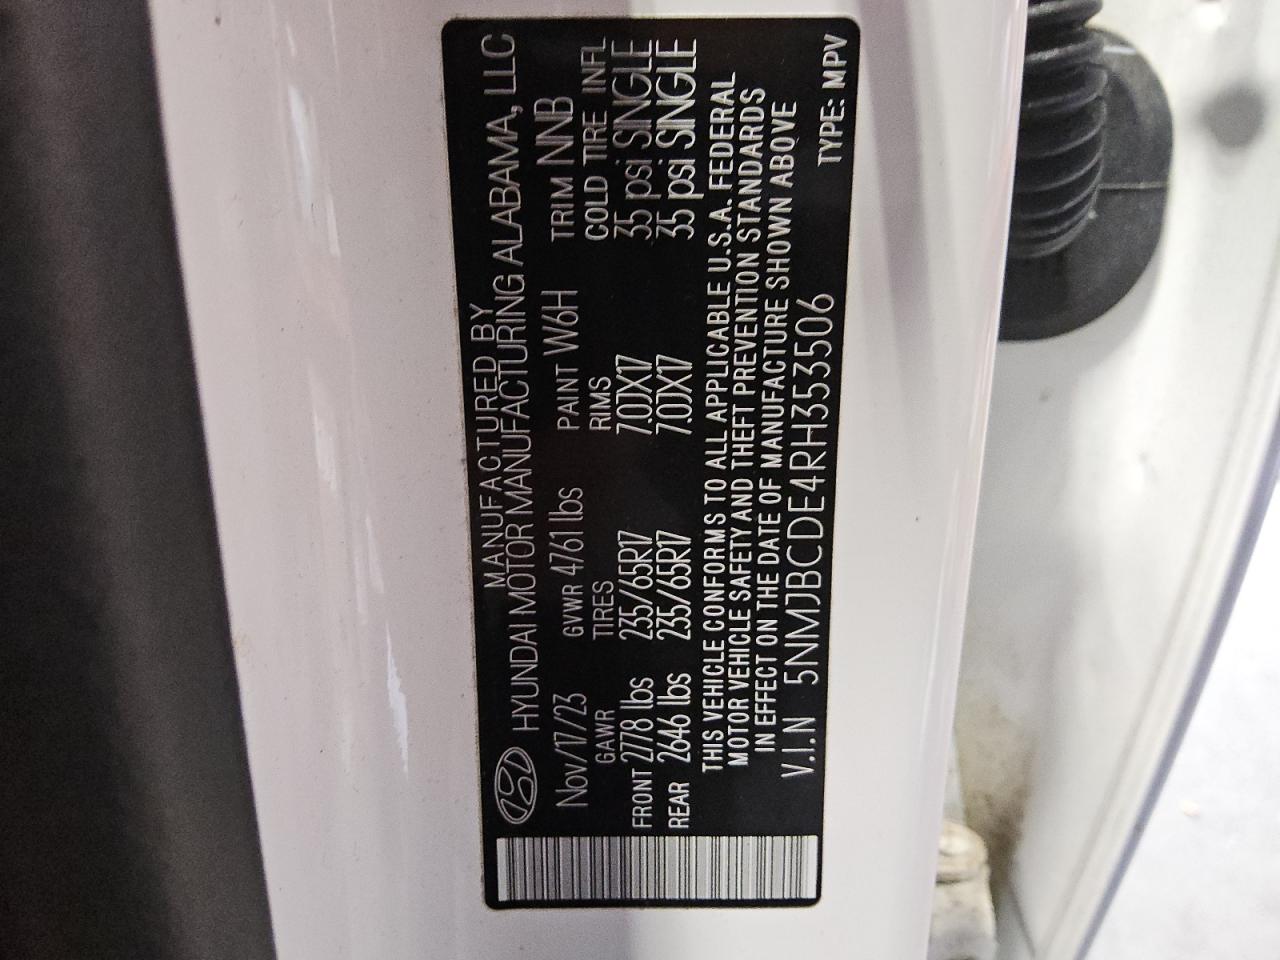 MANUFACTURED BY
HYUNDAI MOTOR MANUFACTURING ALABAMA, LLC
Nov/17/23 GVWR 4761 lbs PAINT W6H TRIM NNB
GAWR TIRES RIMS COLD TIRE INFL
FRONT 2778 lbs 235/65R17 7.0JX17 35 psi SINGLE
REAR 2646 lbs 235/65R17 7.0JX17 35 psi SINGLE
THIS VEHICLE CONFORMS TO ALL APPLICABLE U.S.A. FEDERAL
MOTOR VEHICLE SAFETY AND THEFT PREVENTION STANDARDS
IN EFFECT ON THE DATE OF MANUFACTURE SHOWN ABOVE
V.I.N 5NMJBCDE4RH353506 TYPE: MPV